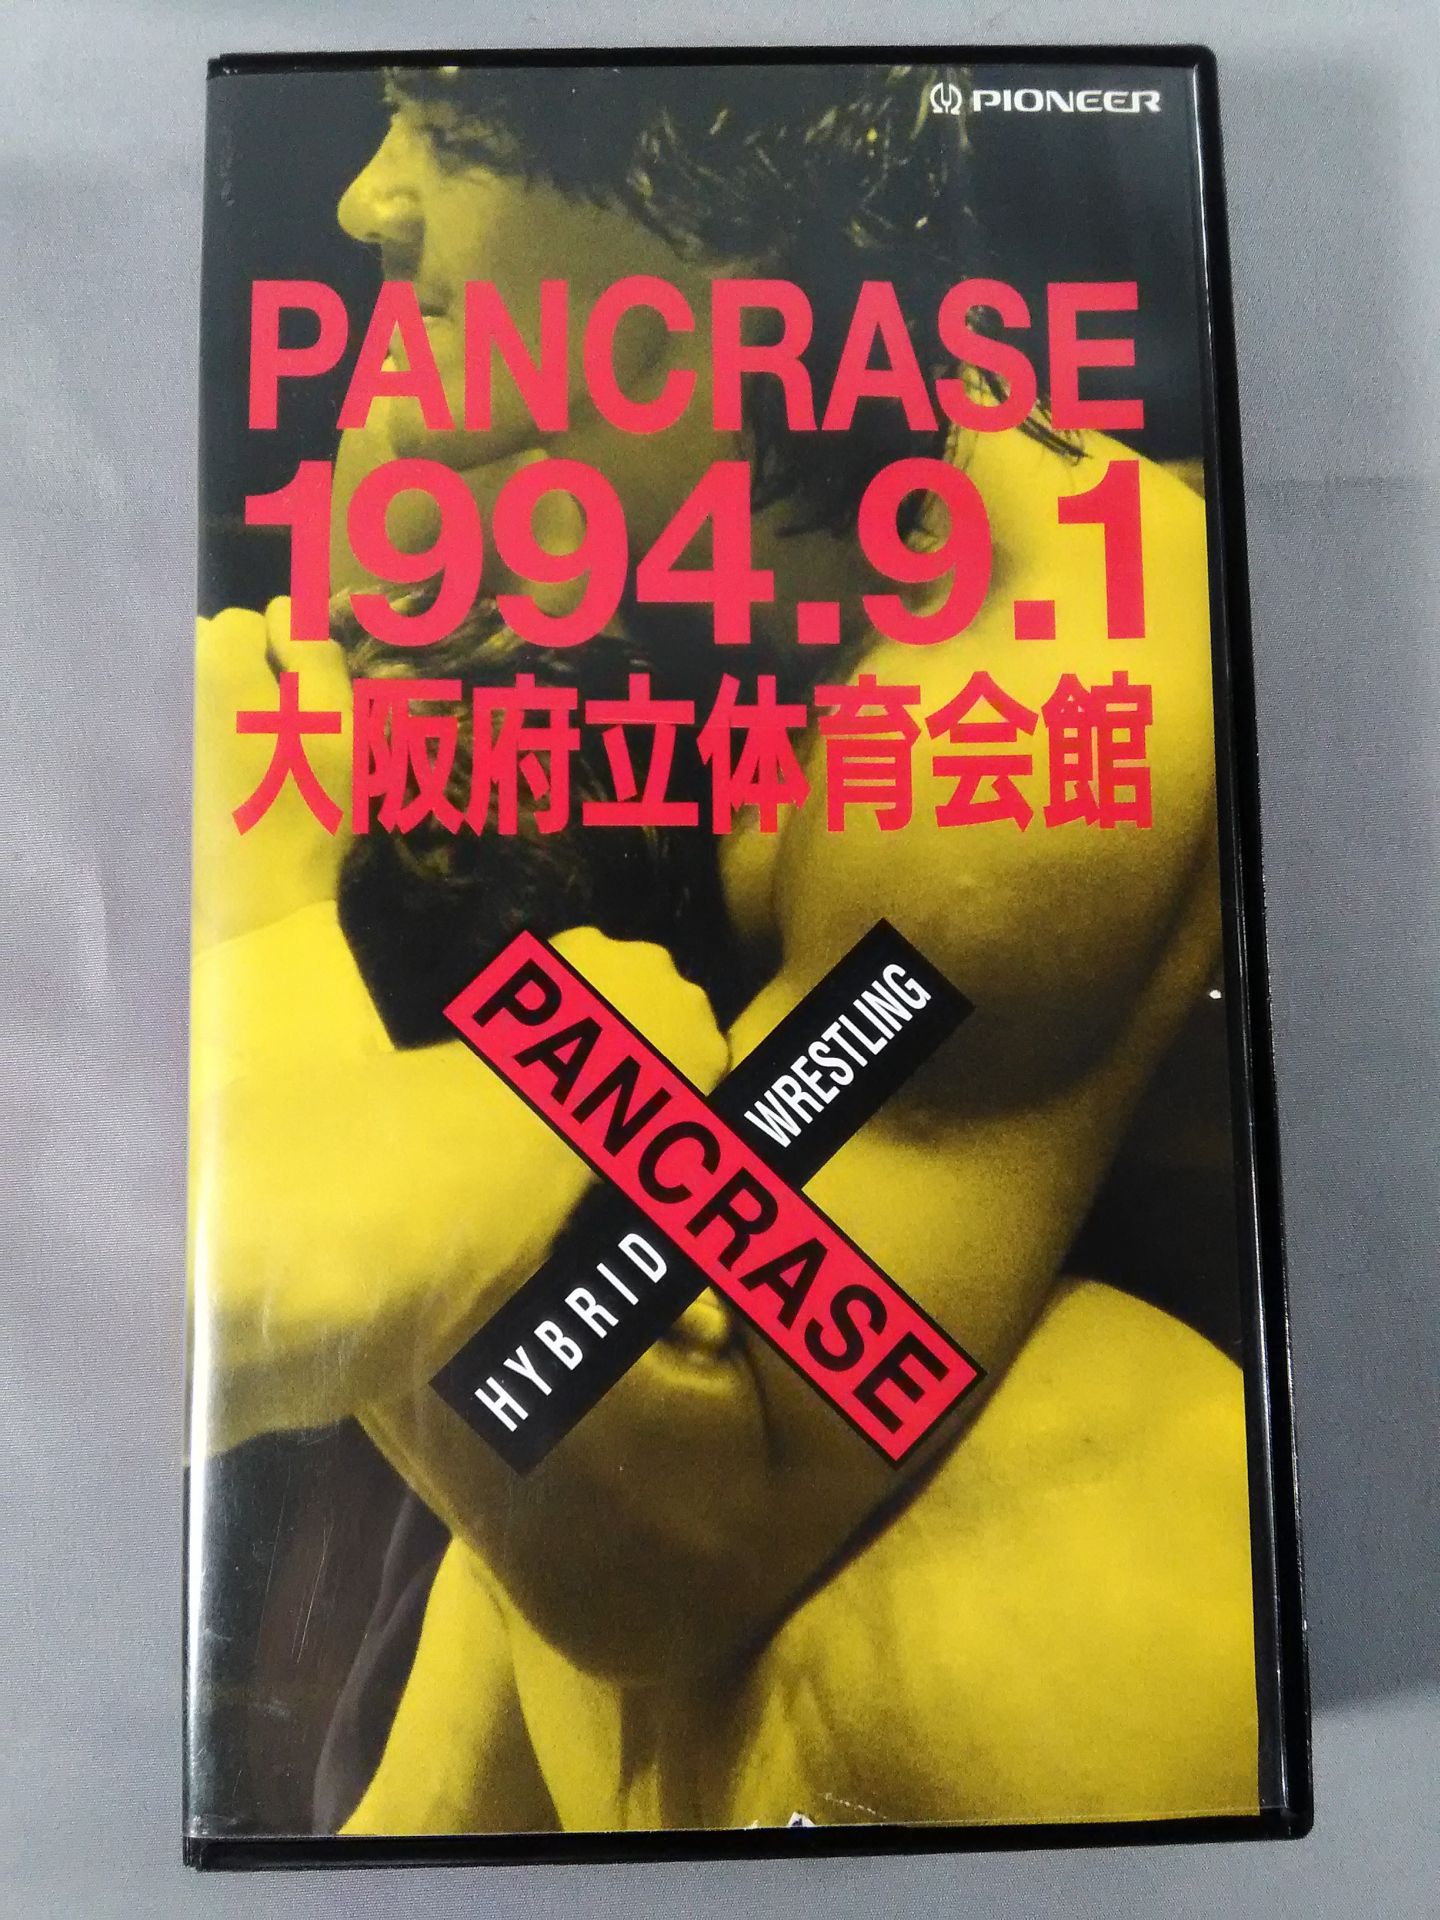 PIONEER
PANCRASE
1994.9.1
大阪府立体育会館
PANCRASE
HYBRID WRESTLING